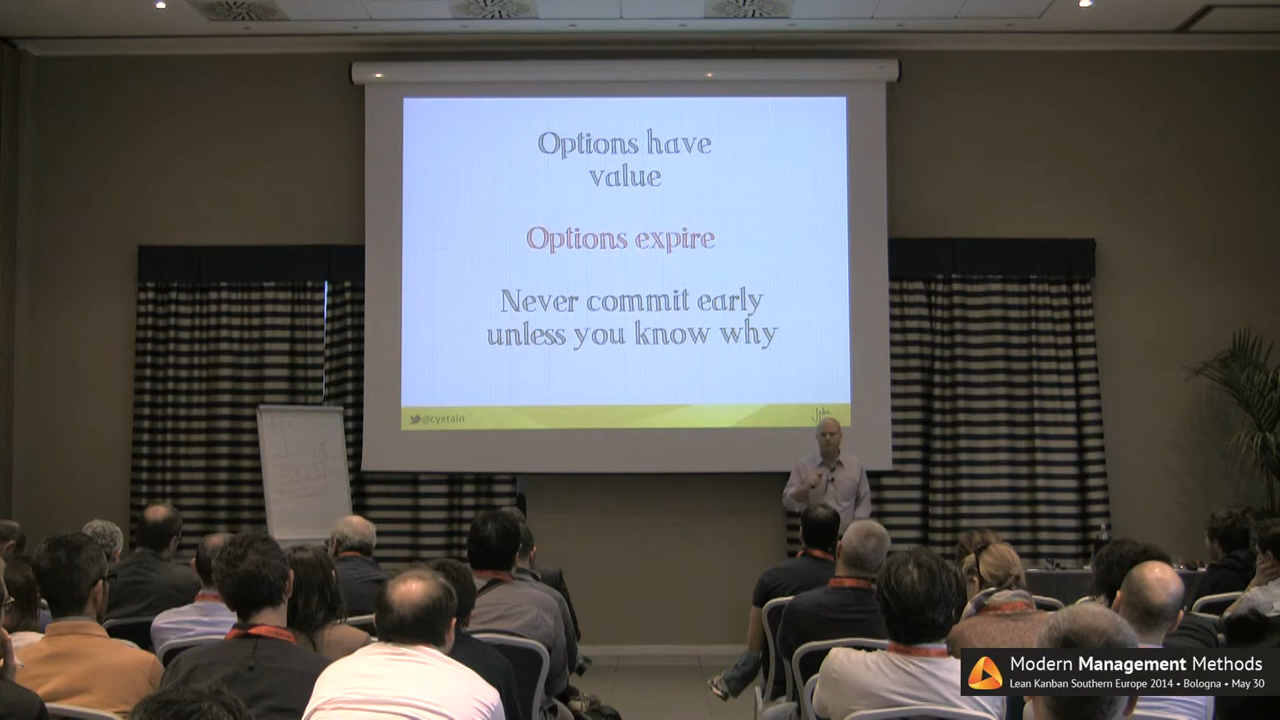 Options have
value
Options expire
Never commit early
unless you know why
@cyetain
Modern Management Methods
Lean Kanban Southern Europe 2014 • Bologna • May 30